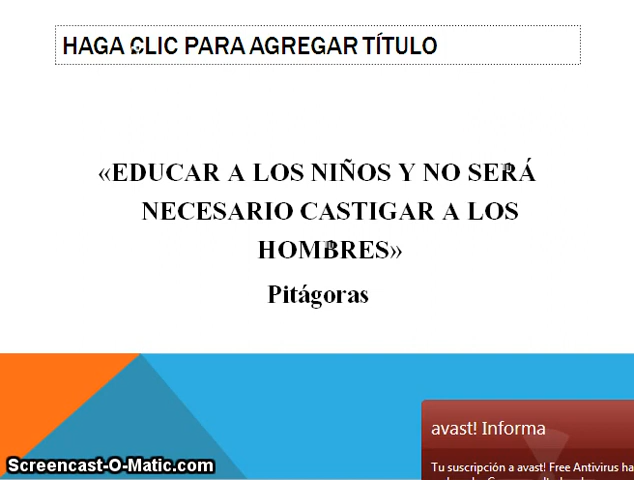 HAGA CLIC PARA AGREGAR TÍTULO
«EDUCAR A LOS NIÑOS Y NO SERÁ
NECESARIO CASTIGAR A LOS
HOMBRES»
Pitágoras
avast! Informa
Tu suscripción a avast! Free Antivirus ha
Screencast-O-Matic.com